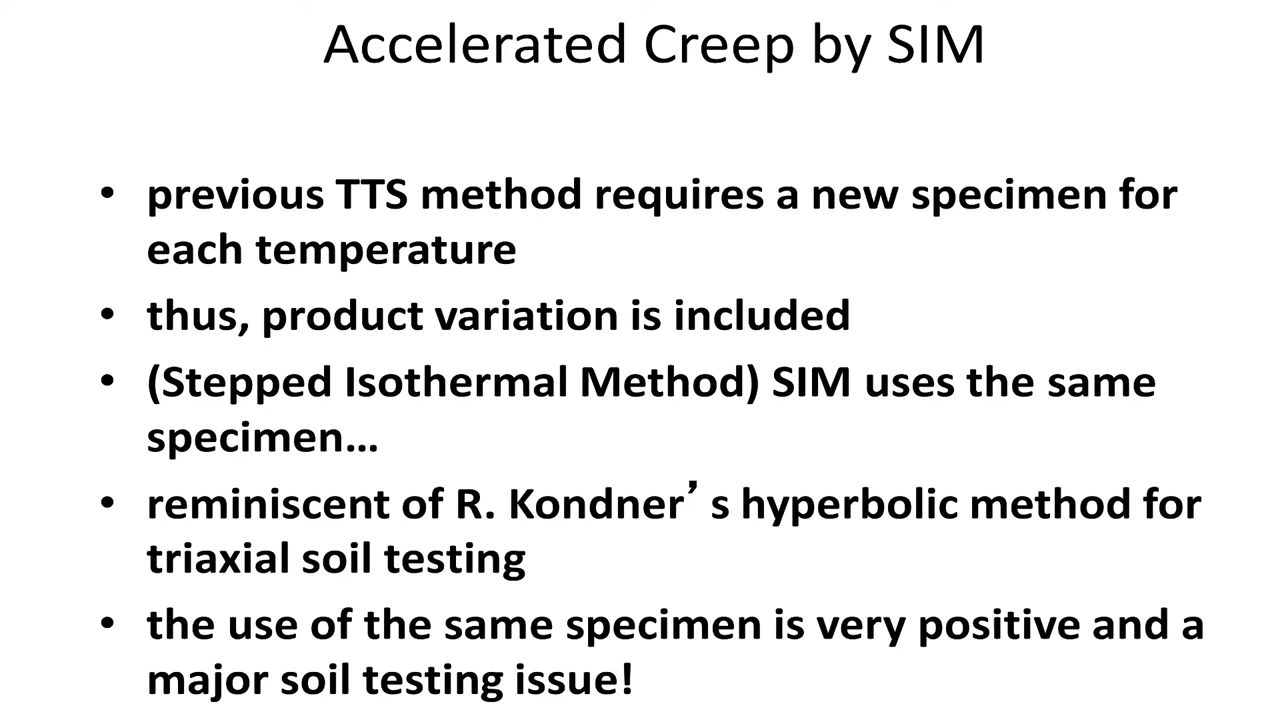 Accelerated Creep by SIM
• previous TTS method requires a new specimen for
each temperature
• thus, product variation is included
• (Stepped Isothermal Method) SIM uses the same
specimen…
• reminiscent of R. Kondner’s hyperbolic method for
triaxial soil testing
• the use of the same specimen is very positive and a
major soil testing issue!